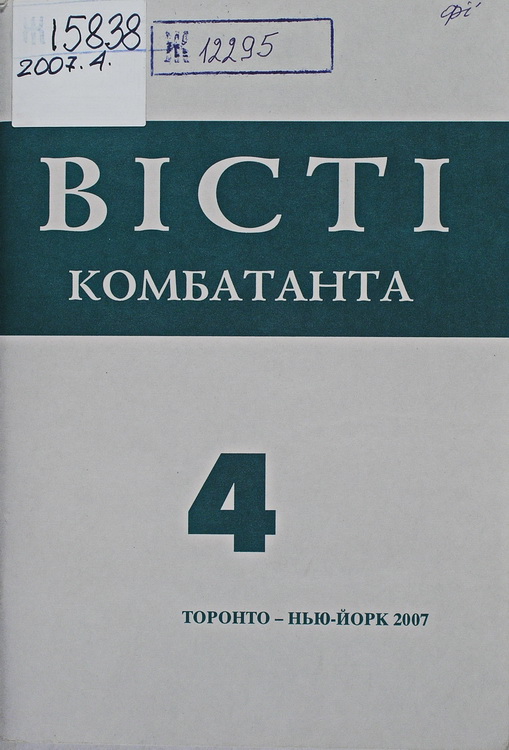 Ж 15838
2007.4.
Ж 12295
фі
ВІСТІ
КОМБАТАНТА
4
ТОРОНТО – НЬЮ-ЙОРК 2007